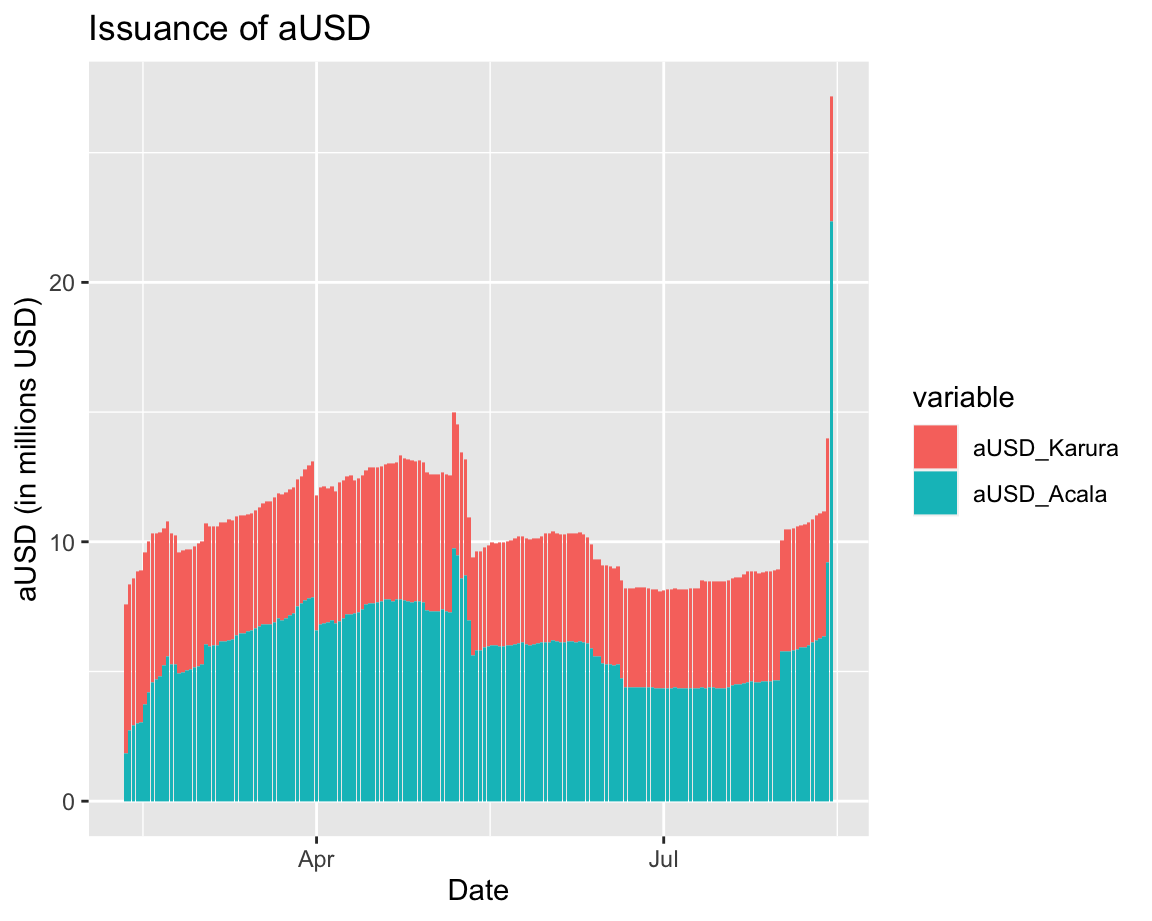 Issuance of aUSD
aUSD (in millions USD)
20
10
0
Apr
Jul
Date
variable
aUSD_Karura
aUSD_Acala